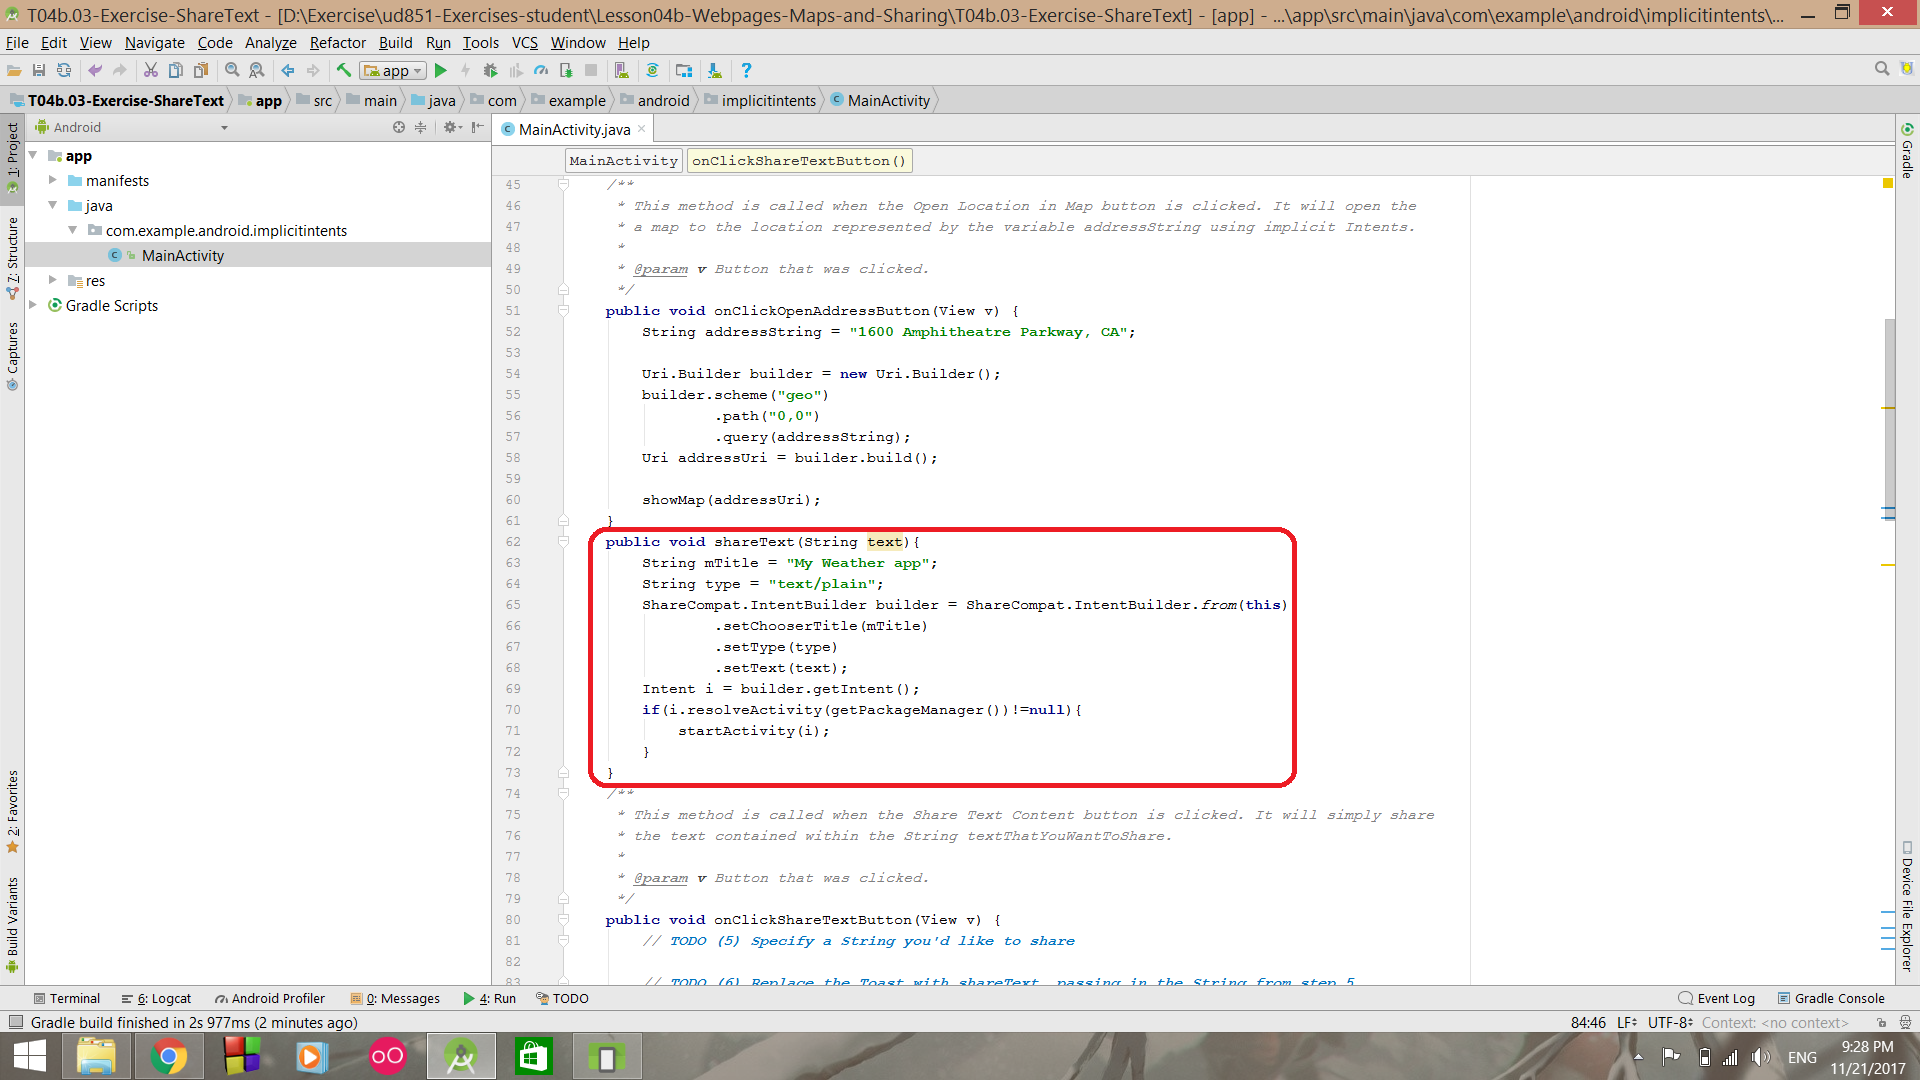 T04b.03-Exercise-ShareText - [D:\Exercise\ud851-Exercises-student\Lesson04b-Webpages-Maps-and-Sharing\T04b.03-Exercise-ShareText] - [app] - ...\app\src\main\java\com\example\android\implicitintents\...
File Edit View Navigate Code Analyze Refactor Build Run Tools VCS Window Help
app
T04b.03-Exercise-ShareText app src main java com example android implicitintents MainActivity
Android
MainActivity.java
1: Project
7: Structure
Captures
2: Favorites
Build Variants
app
manifests
java
com.example.android.implicitintents
MainActivity
res
Gradle Scripts
MainActivity onClickShareTextButton()
45 /**
46 * This method is called when the Open Location in Map button is clicked. It will open the
47 * a map to the location represented by the variable addressString using implicit Intents.
48 *
49 * @param v Button that was clicked.
50 */
51 public void onClickOpenAddressButton(View v) {
52 String addressString = "1600 Amphitheatre Parkway, CA";
53
54 Uri.Builder builder = new Uri.Builder();
55 builder.scheme("geo")
56 .path("0,0")
57 .query(addressString);
58 Uri addressUri = builder.build();
59
60 showMap(addressUri);
61 }
62 public void shareText(String text){
63 String mTitle = "My Weather app";
64 String type = "text/plain";
65 ShareCompat.IntentBuilder builder = ShareCompat.IntentBuilder.from(this)
66 .setChooserTitle(mTitle)
67 .setType(type)
68 .setText(text);
69 Intent i = builder.getIntent();
70 if(i.resolveActivity(getPackageManager())!=null){
71 startActivity(i);
72 }
73 }
74 /**
75 * This method is called when the Share Text Content button is clicked. It will simply share
76 * the text contained within the String textThatYouWantToShare.
77 *
78 * @param v Button that was clicked.
79 */
80 public void onClickShareTextButton(View v) {
81 // TODO (5) Specify a String you'd like to share
82
83 // TODO (6) Replace the Toast with shareText, passing in the String from step 5
Gradle
Device File Explorer
Terminal 6: Logcat Android Profiler 0: Messages 4: Run TODO Event Log Gradle Console
Gradle build finished in 2s 977ms (2 minutes ago) 84:46 LF UTF-8 Context: <no context>
ENG
9:28 PM
11/21/2017